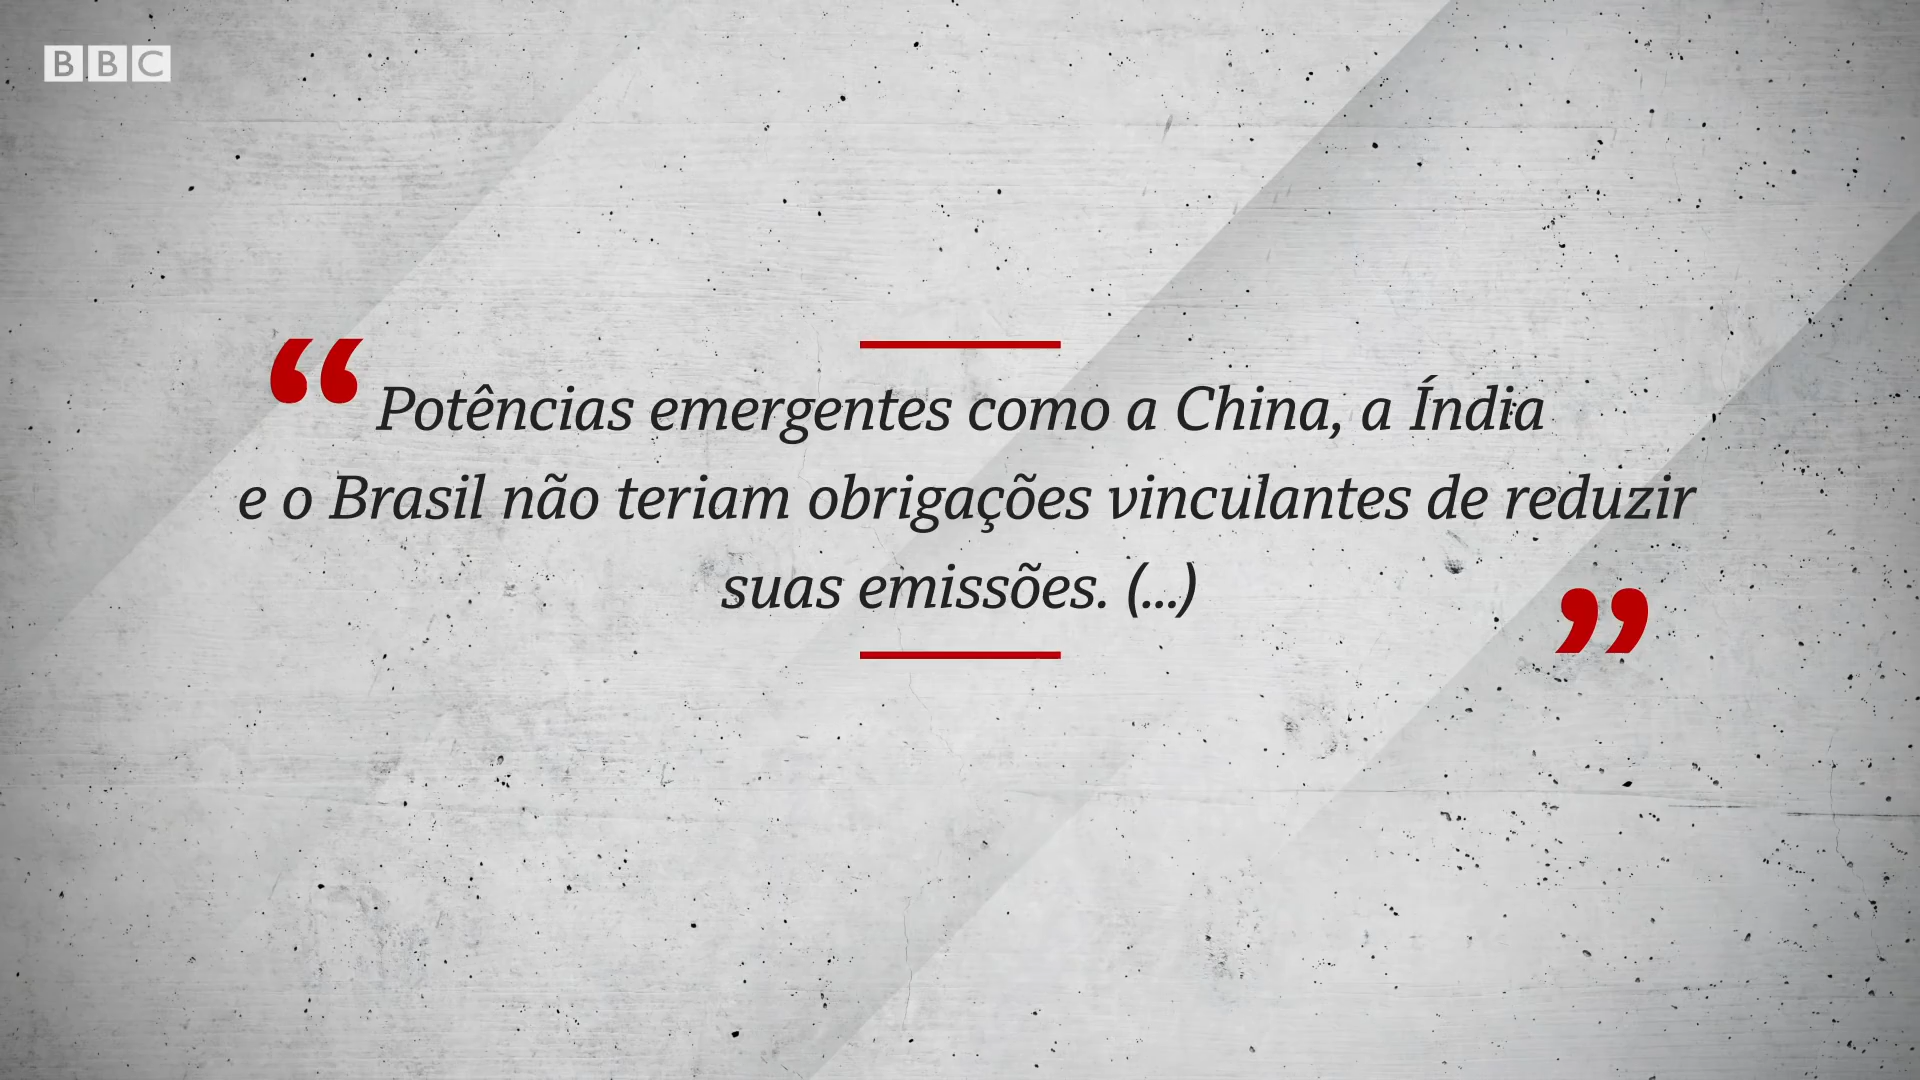 BBC
“Potências emergentes como a China, a Índia
e o Brasil não teriam obrigações vinculantes de reduzir
suas emissões. (...)”